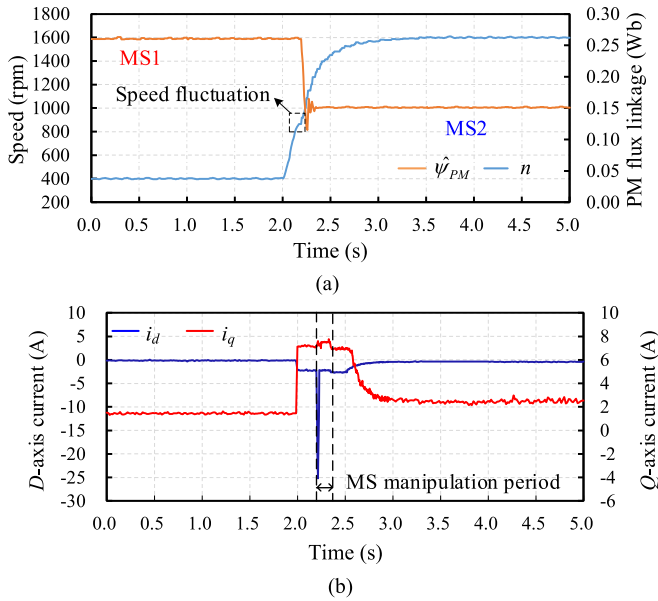 1600
1400
1200
1000
800
600
400
200
Speed (rpm)
0.30
0.25
0.20
0.15
0.10
0.05
0.00
PM flux linkage (Wb)
MS1
Speed fluctuation
MS2
ψ̂_PM n
0.0 0.5 1.0 1.5 2.0 2.5 3.0 3.5 4.0 4.5 5.0
Time (s)
(a)
10
5
0
-5
-10
-15
-20
-25
-30
D-axis current (A)
10
8
6
4
2
0
-2
-4
-6
Q-axis current (A)
i_d i_q
MS manipulation period
0.0 0.5 1.0 1.5 2.0 2.5 3.0 3.5 4.0 4.5 5.0
Time (s)
(b)